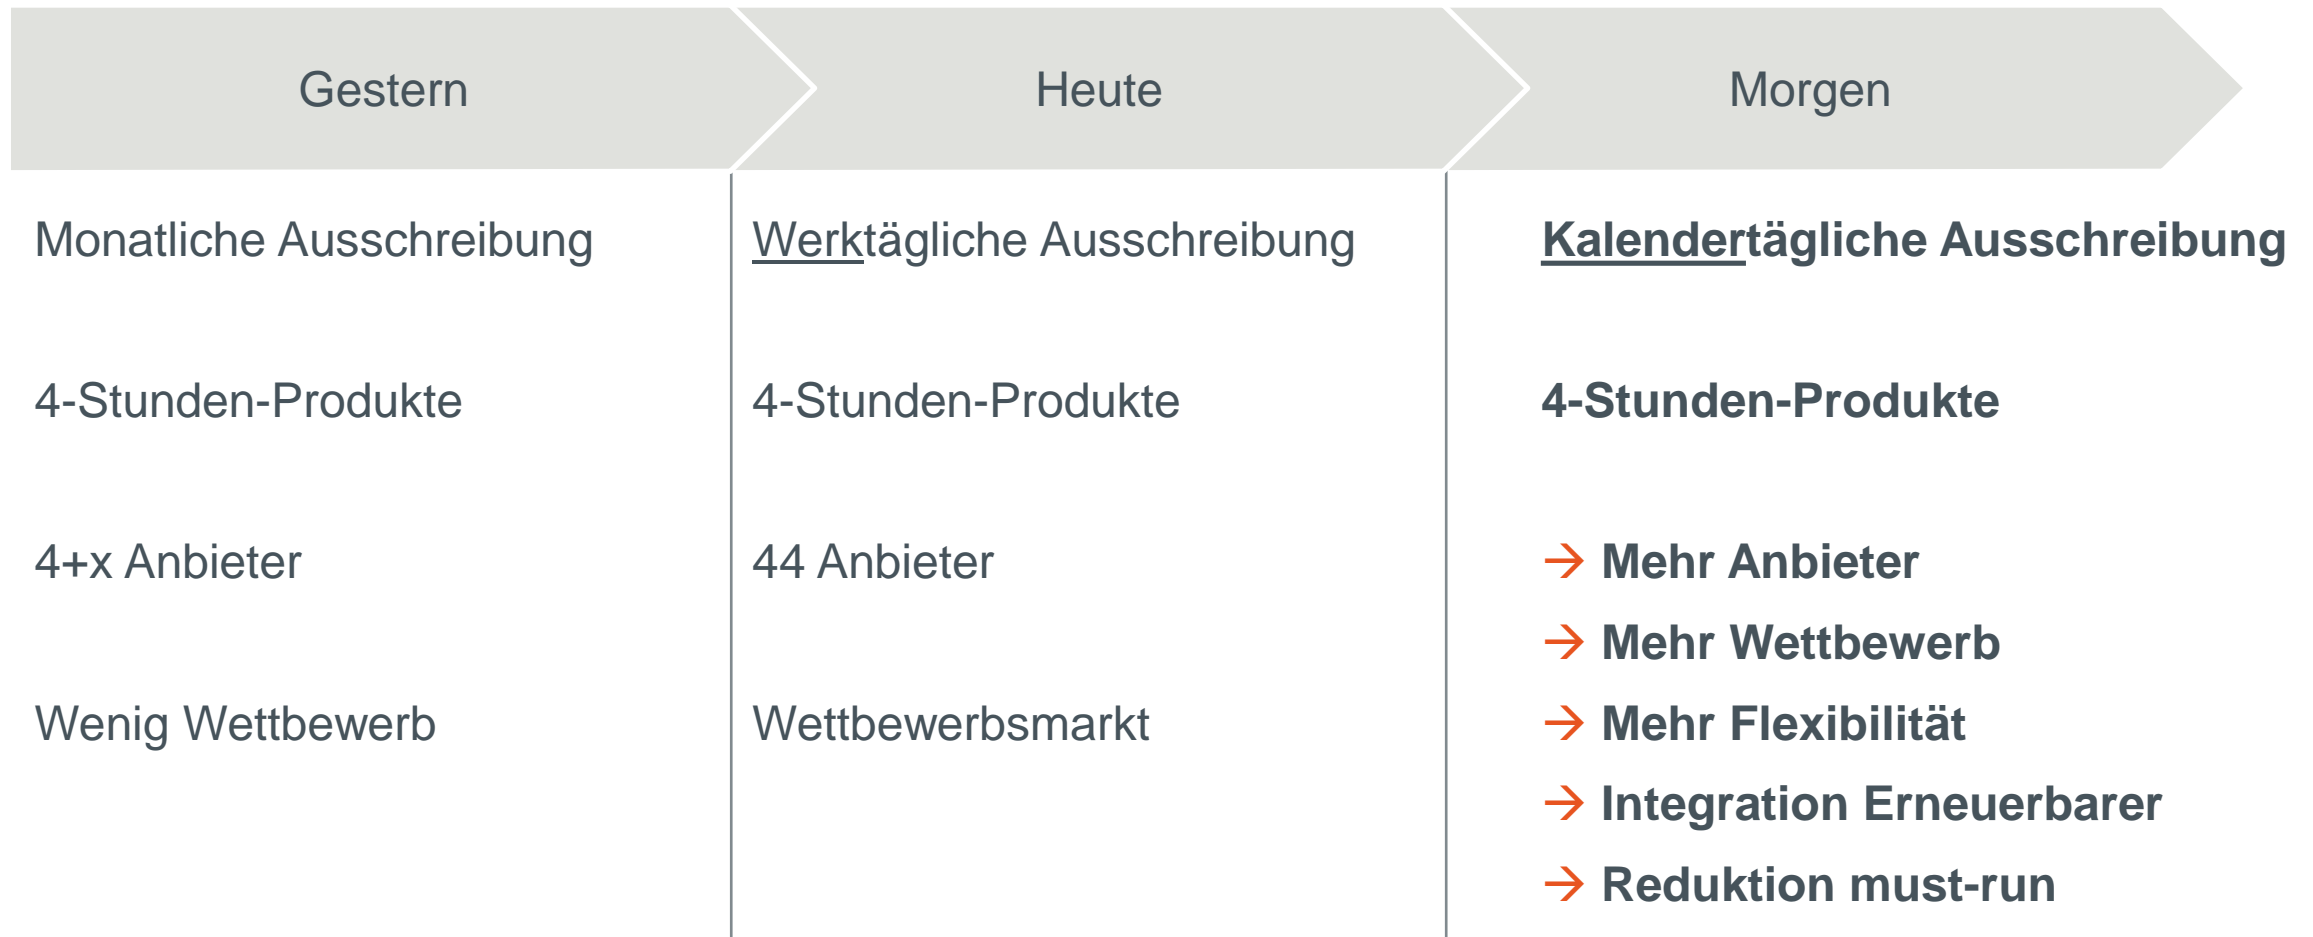 Gestern
Heute
Morgen
Monatliche Ausschreibung
Werktägliche Ausschreibung
Kalendertägliche Ausschreibung
4-Stunden-Produkte
4-Stunden-Produkte
4-Stunden-Produkte
4+x Anbieter
44 Anbieter
→ Mehr Anbieter
→ Mehr Wettbewerb
Wenig Wettbewerb
Wettbewerbsmarkt
→ Mehr Flexibilität
→ Integration Erneuerbarer
→ Reduktion must-run